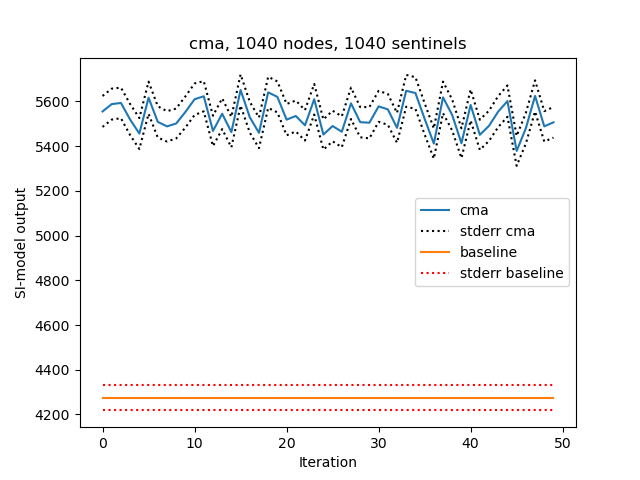 cma, 1040 nodes, 1040 sentinels
SI-model output
5600
5400
5200
5000
4800
4600
4400
4200
cma
stderr cma
baseline
stderr baseline
0 10 20 30 40 50
Iteration